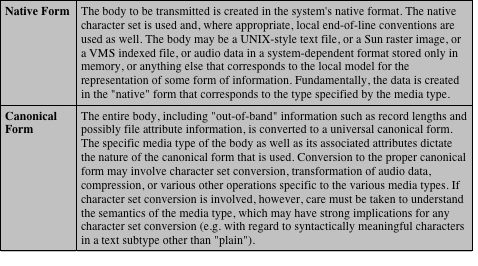 Native Form
The body to be transmitted is created in the system's native format. The native
character set is used and, where appropriate, local end-of-line conventions are
used as well. The body may be a UNIX-style text file, or a Sun raster image, or
a VMS indexed file, or audio data in a system-dependent format stored only in
memory, or anything else that corresponds to the local model for the
representation of some form of information. Fundamentally, the data is created
in the "native" form that corresponds to the type specified by the media type.
Canonical
Form
The entire body, including "out-of-band" information such as record lengths and
possibly file attribute information, is converted to a universal canonical form.
The specific media type of the body as well as its associated attributes dictate
the nature of the canonical form that is used. Conversion to the proper canonical
form may involve character set conversion, transformation of audio data,
compression, or various other operations specific to the various media types. If
character set conversion is involved, however, care must be taken to understand
the semantics of the media type, which may have strong implications for any
character set conversion (e.g. with regard to syntactically meaningful characters
in a text subtype other than "plain").